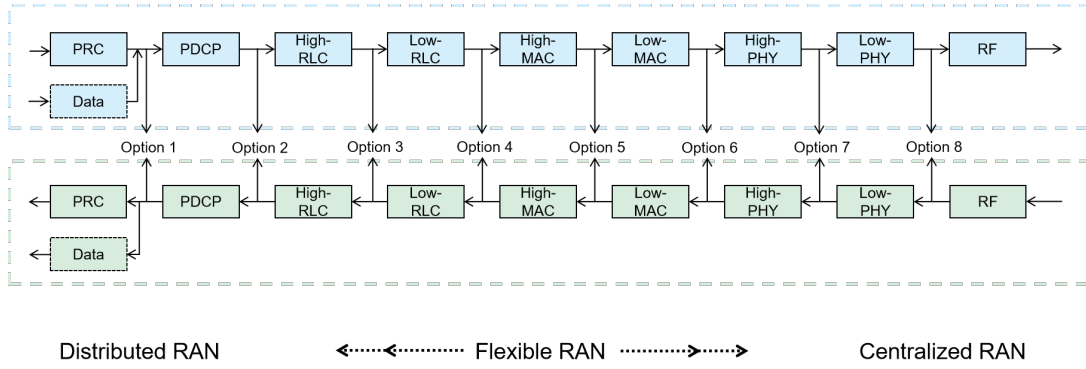 PRC
PDCP
High-
RLC
Low-
RLC
High-
MAC
Low-
MAC
High-
PHY
Low-
PHY
RF
Data
Option 1
Option 2
Option 3
Option 4
Option 5
Option 6
Option 7
Option 8
PRC
PDCP
High-
RLC
Low-
RLC
High-
MAC
Low-
MAC
High-
PHY
Low-
PHY
RF
Data
Distributed RAN
Flexible RAN
Centralized RAN